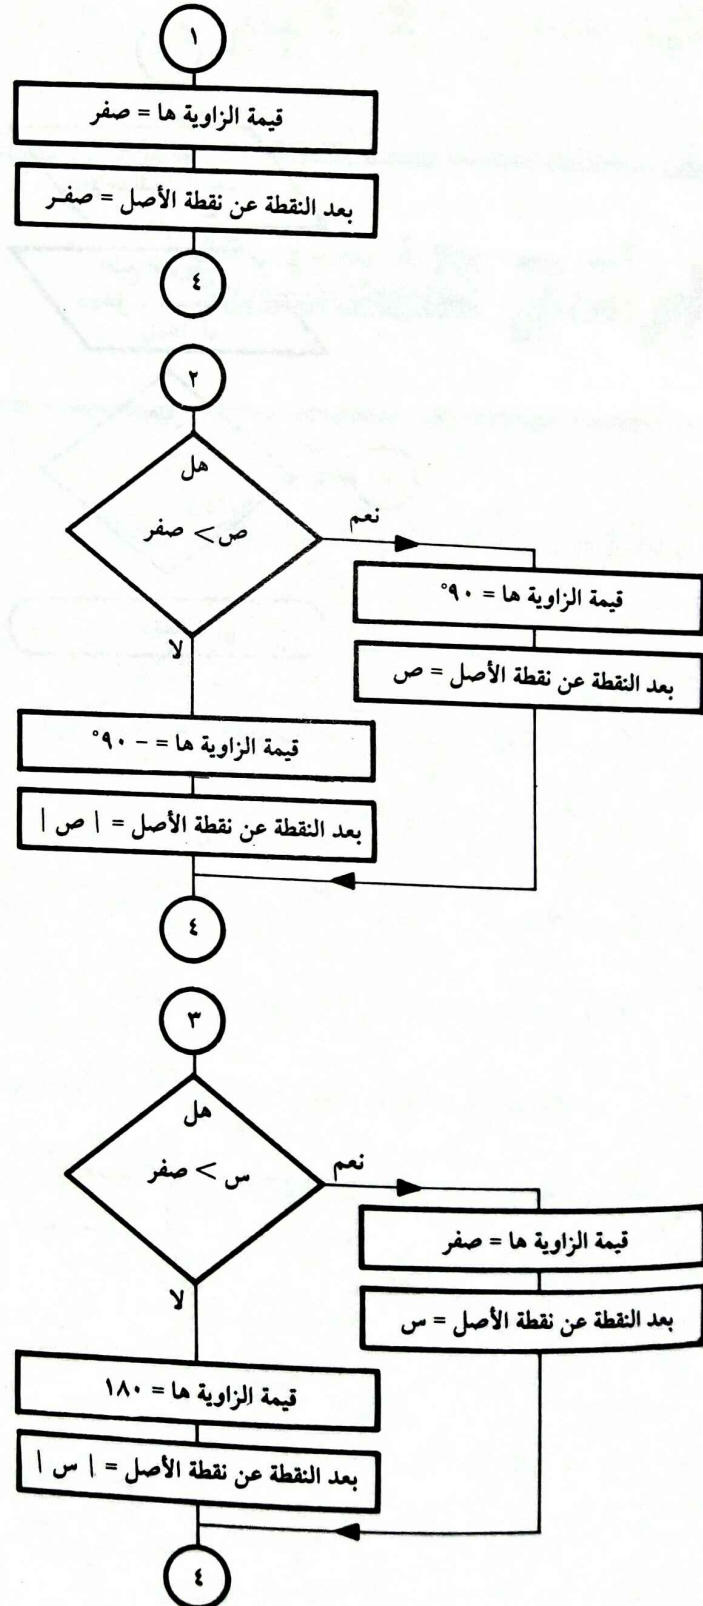 ١
قيمة الزاوية ها = صفر
بعد النقطة عن نقطة الأصل = صفر
٤
٢
هل
ص > صفر
نعم
قيمة الزاوية ها = ٩٠°
بعد النقطة عن نقطة الأصل = ص
لا
قيمة الزاوية ها = – ٩٠°
بعد النقطة عن نقطة الأصل = | ص |
٤
٣
هل
س > صفر
نعم
قيمة الزاوية ها = صفر
بعد النقطة عن نقطة الأصل = س
لا
قيمة الزاوية ها = ١٨٠
بعد النقطة عن نقطة الأصل = | س |
٤